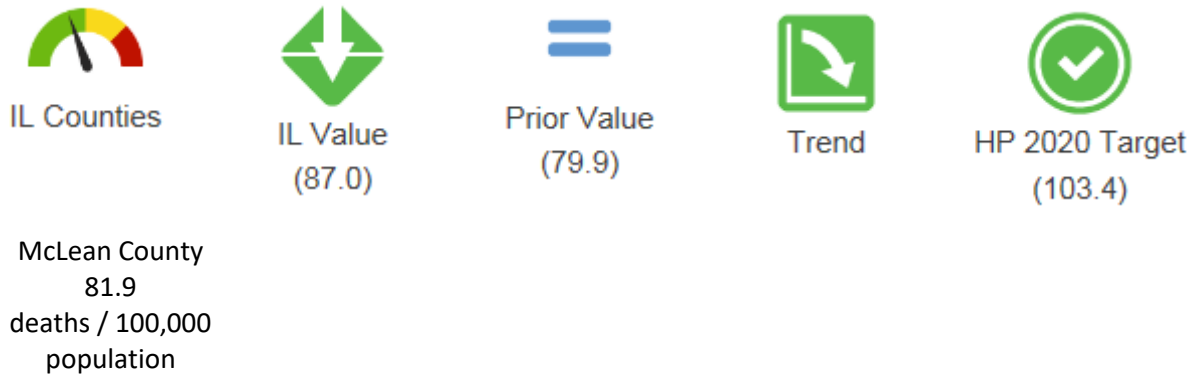 IL Counties
IL Value
(87.0)
Prior Value
(79.9)
Trend
HP 2020 Target
(103.4)
McLean County
81.9
deaths / 100,000
population